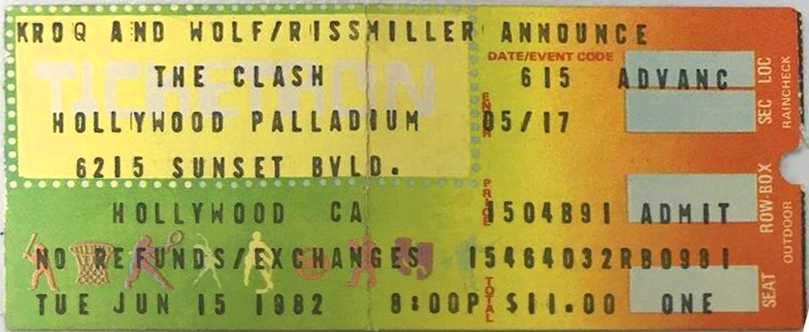 KROQ AND WOLF/RISSMILLER ANNOUNCE
TICKETRON
DATE/EVENT CODE
THE CLASH 615 ADVANC
HOLLYWOOD PALLADIUM 05/17
6215 SUNSET BVLD.
HOLLYWOOD CA 1504B91 ADMIT
NO REFUNDS/EXCHANGES 15464032RB0981
TUE JUN 15 1982 8:00P $11.00 ONE
PRICE
TOTAL
LOC
SEC
RAINCHECK
ROW-BOX
OUTDOOR
SEAT